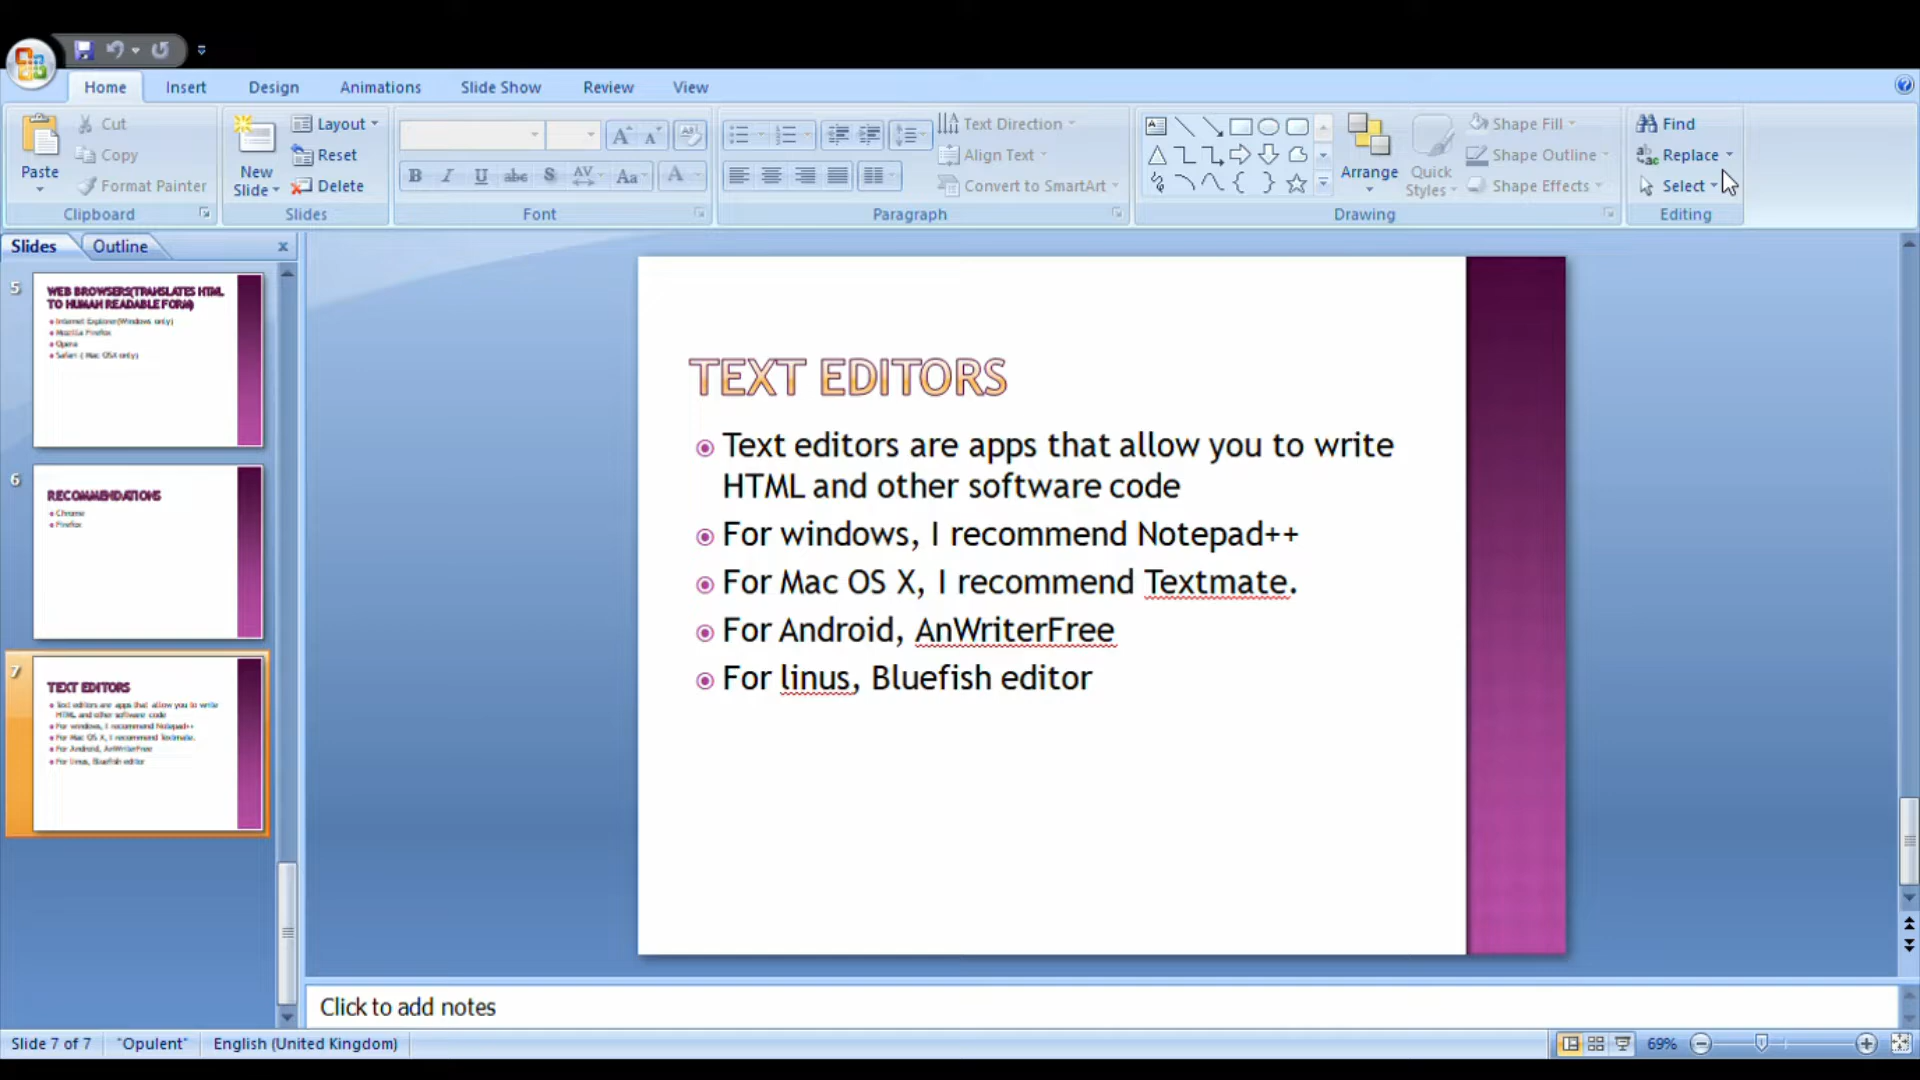 Home Insert Design Animations Slide Show Review View
Cut
Copy
Format Painter
Paste
Clipboard
New
Slide
Layout
Reset
Delete
Slides
B I U abc S AV Aa A
Font
Text Direction
Align Text
Convert to SmartArt
Paragraph
Arrange
Quick
Styles
Shape Fill
Shape Outline
Shape Effects
Drawing
Find
Replace
Select
Editing
Slides Outline
5
WEB BROWSERS(TRANSLATES HTML
TO HUMAN READABLE FORM)
Internet Explorer(Windows only)
Mozilla Firefox
Opera
Safari ( Mac OSX only)
6
RECOMMENDATIONS
Chrome
Firefox
7
TEXT EDITORS
Text editors are apps that allow you to write
HTML and other software code
For windows, I recommend Notepad++
For Mac OS X, I recommend Textmate.
For Android, AnWriterFree
For linus, Bluefish editor
TEXT EDITORS
Text editors are apps that allow you to write
HTML and other software code
For windows, I recommend Notepad++
For Mac OS X, I recommend Textmate.
For Android, AnWriterFree
For linus, Bluefish editor
Click to add notes
Slide 7 of 7 "Opulent" English (United Kingdom) 69%